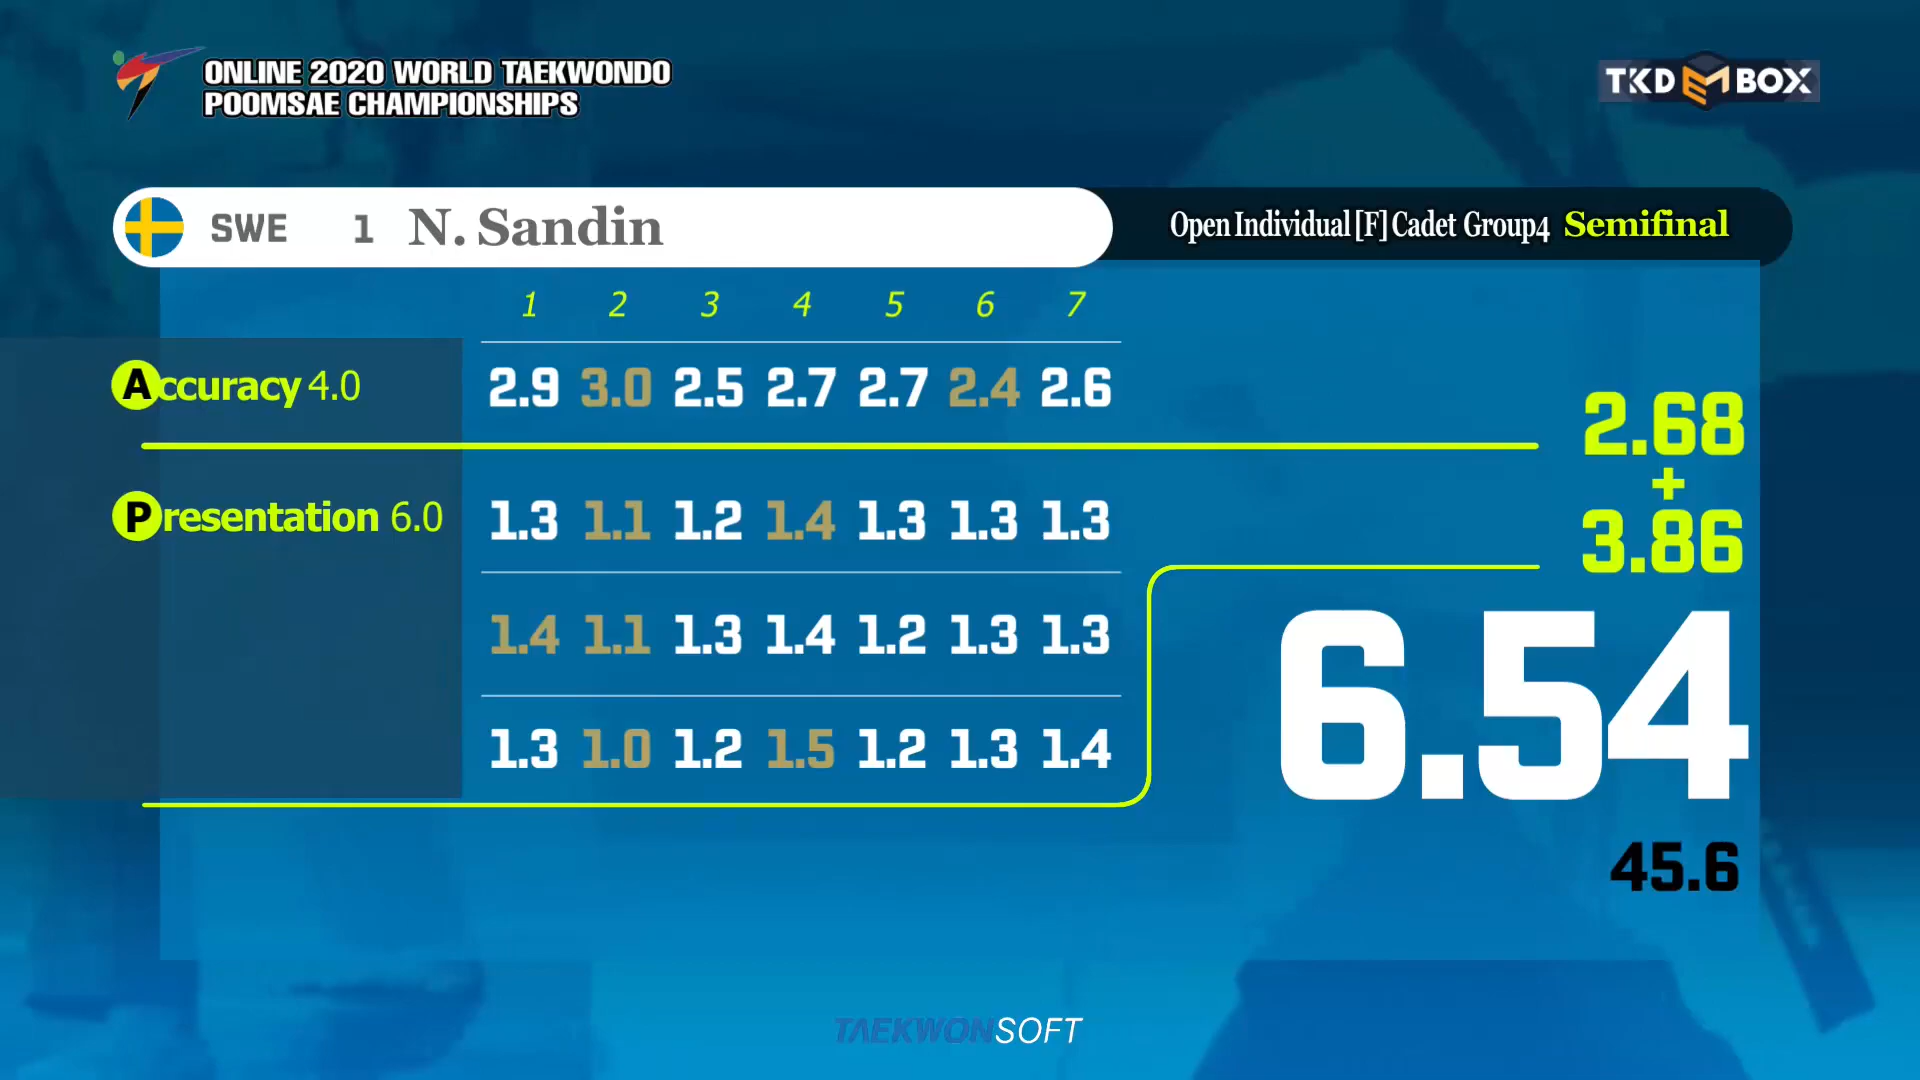 ONLINE 2020 WORLD TAEKWONDO
POOMSAE CHAMPIONSHIPS
TKD BOX
SWE 1 N. Sandin
Open Individual [F] Cadet Group4 Semifinal
1 2 3 4 5 6 7
Accuracy 4.0 2.9 3.0 2.5 2.7 2.7 2.4 2.6
2.68
+
Presentation 6.0 1.3 1.1 1.2 1.4 1.3 1.3 1.3
3.86
1.4 1.1 1.3 1.4 1.2 1.3 1.3
6.54
1.3 1.0 1.2 1.5 1.2 1.3 1.4
45.6
TAEKWONSOFT